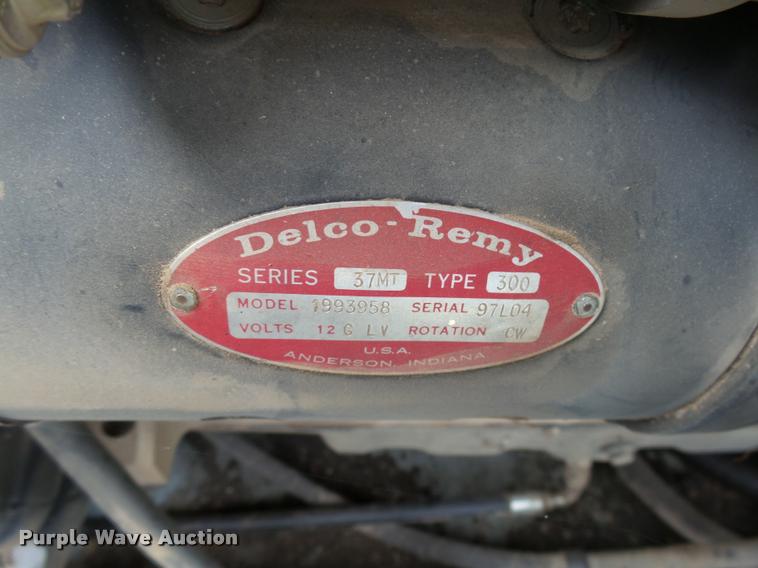 Delco-Remy
SERIES 37MT TYPE 300
MODEL 1993958 SERIAL 97L04
VOLTS 12 G LV ROTATION CW
U.S.A.
ANDERSON, INDIANA
Purple Wave Auction